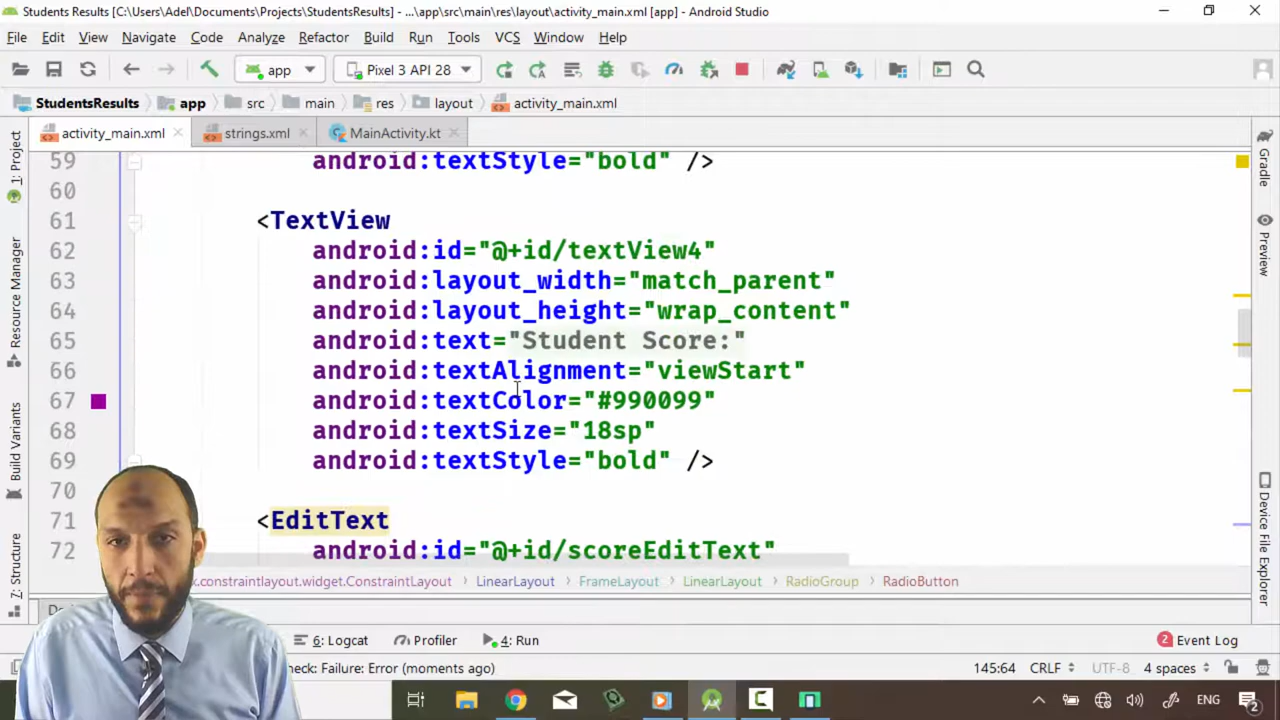 Students Results [C:\Users\Adel\Documents\Projects\StudentsResults] - ...\app\src\main\res\layout\activity_main.xml [app] - Android Studio
File Edit View Navigate Code Analyze Refactor Build Run Tools VCS Window Help
app Pixel 3 API 28
StudentsResults app src main res layout activity_main.xml
activity_main.xml strings.xml MainActivity.kt
59 android:textStyle="bold" />
60
61 <TextView
62 android:id="@+id/textView4"
63 android:layout_width="match_parent"
64 android:layout_height="wrap_content"
65 android:text="Student Score:"
66 android:textAlignment="viewStart"
67 android:textColor="#990099"
68 android:textSize="18sp"
69 android:textStyle="bold" />
70
71 <EditText
72 android:id="@+id/scoreEditText"
1: Project
Resource Manager
Build Variants
Z: Structure
Gradle
Preview
Device File Explorer
x.constraintlayout.widget.ConstraintLayout LinearLayout FrameLayout LinearLayout RadioGroup RadioButton
6: Logcat Profiler 4: Run 2 Event Log
check: Failure: Error (moments ago) 145:64 CRLF UTF-8 4 spaces
ENG 2